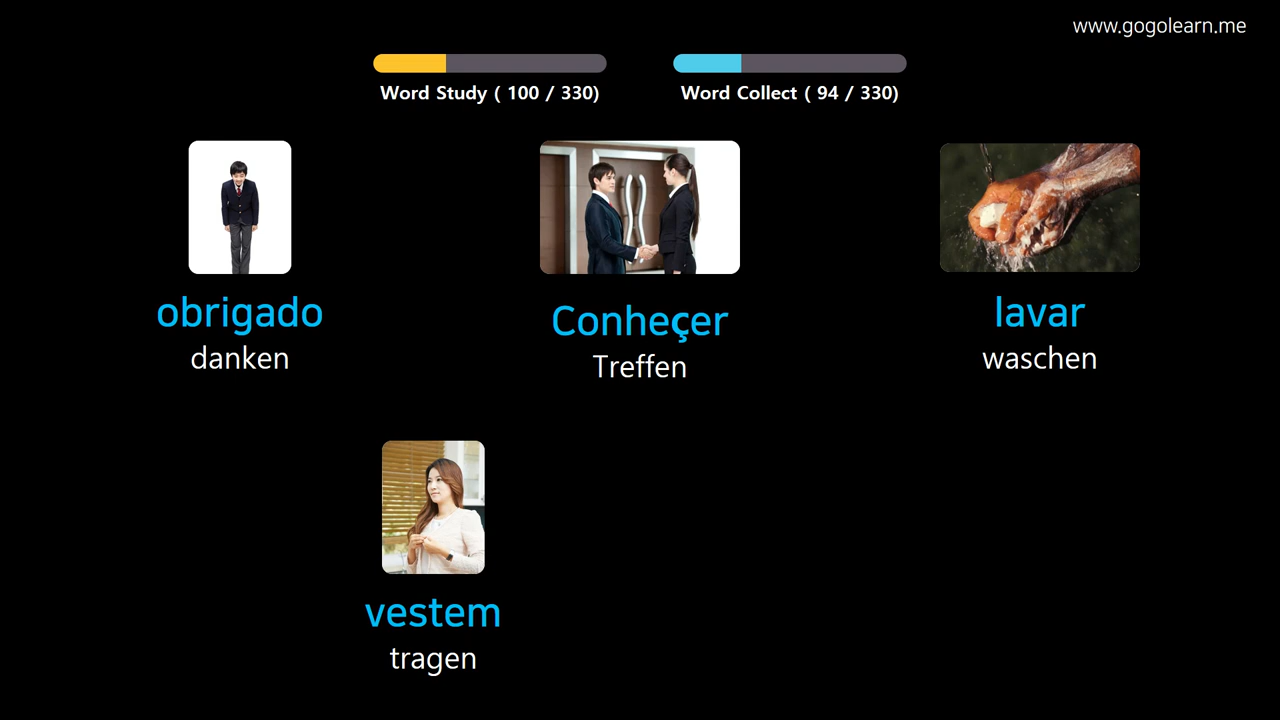 www.gogolearn.me
Word Study ( 100 / 330)
Word Collect ( 94 / 330)
obrigado
danken
Conheçer
Treffen
lavar
waschen
vestem
tragen